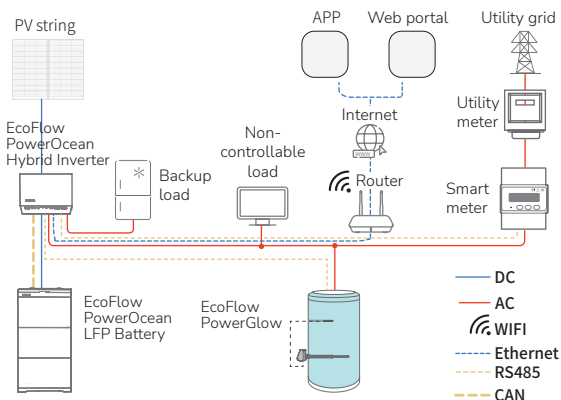 PV string
APP
Web portal
Utility grid
Utility
meter
Internet
WWW
EcoFlow
PowerOcean
Hybrid Inverter
Backup
load
Non-
controllable
load
Router
Smart
meter
EcoFlow
PowerOcean
LFP Battery
EcoFlow
PowerGlow
DC
AC
WIFI
Ethernet
RS485
CAN